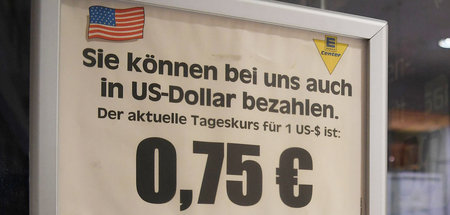 E
Center
Sie können bei uns auch
in US-Dollar bezahlen.
Der aktuelle Tageskurs für 1 US-$ ist:
0,75 €